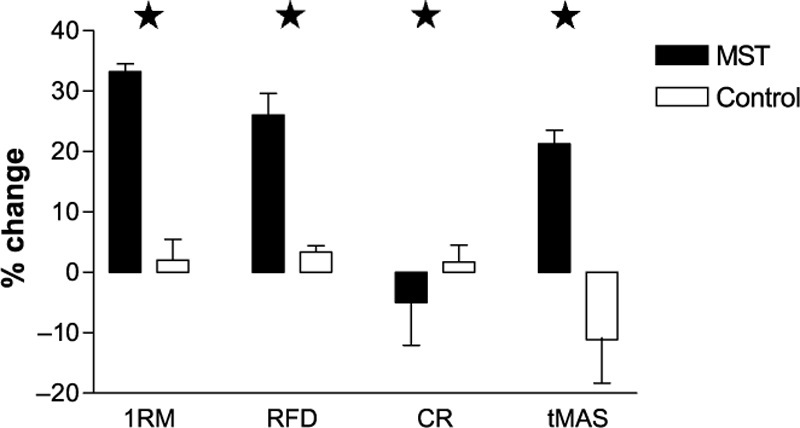 40
30
20
10
0
–10
–20
% change
1RM
RFD
CR
tMAS
MST
Control